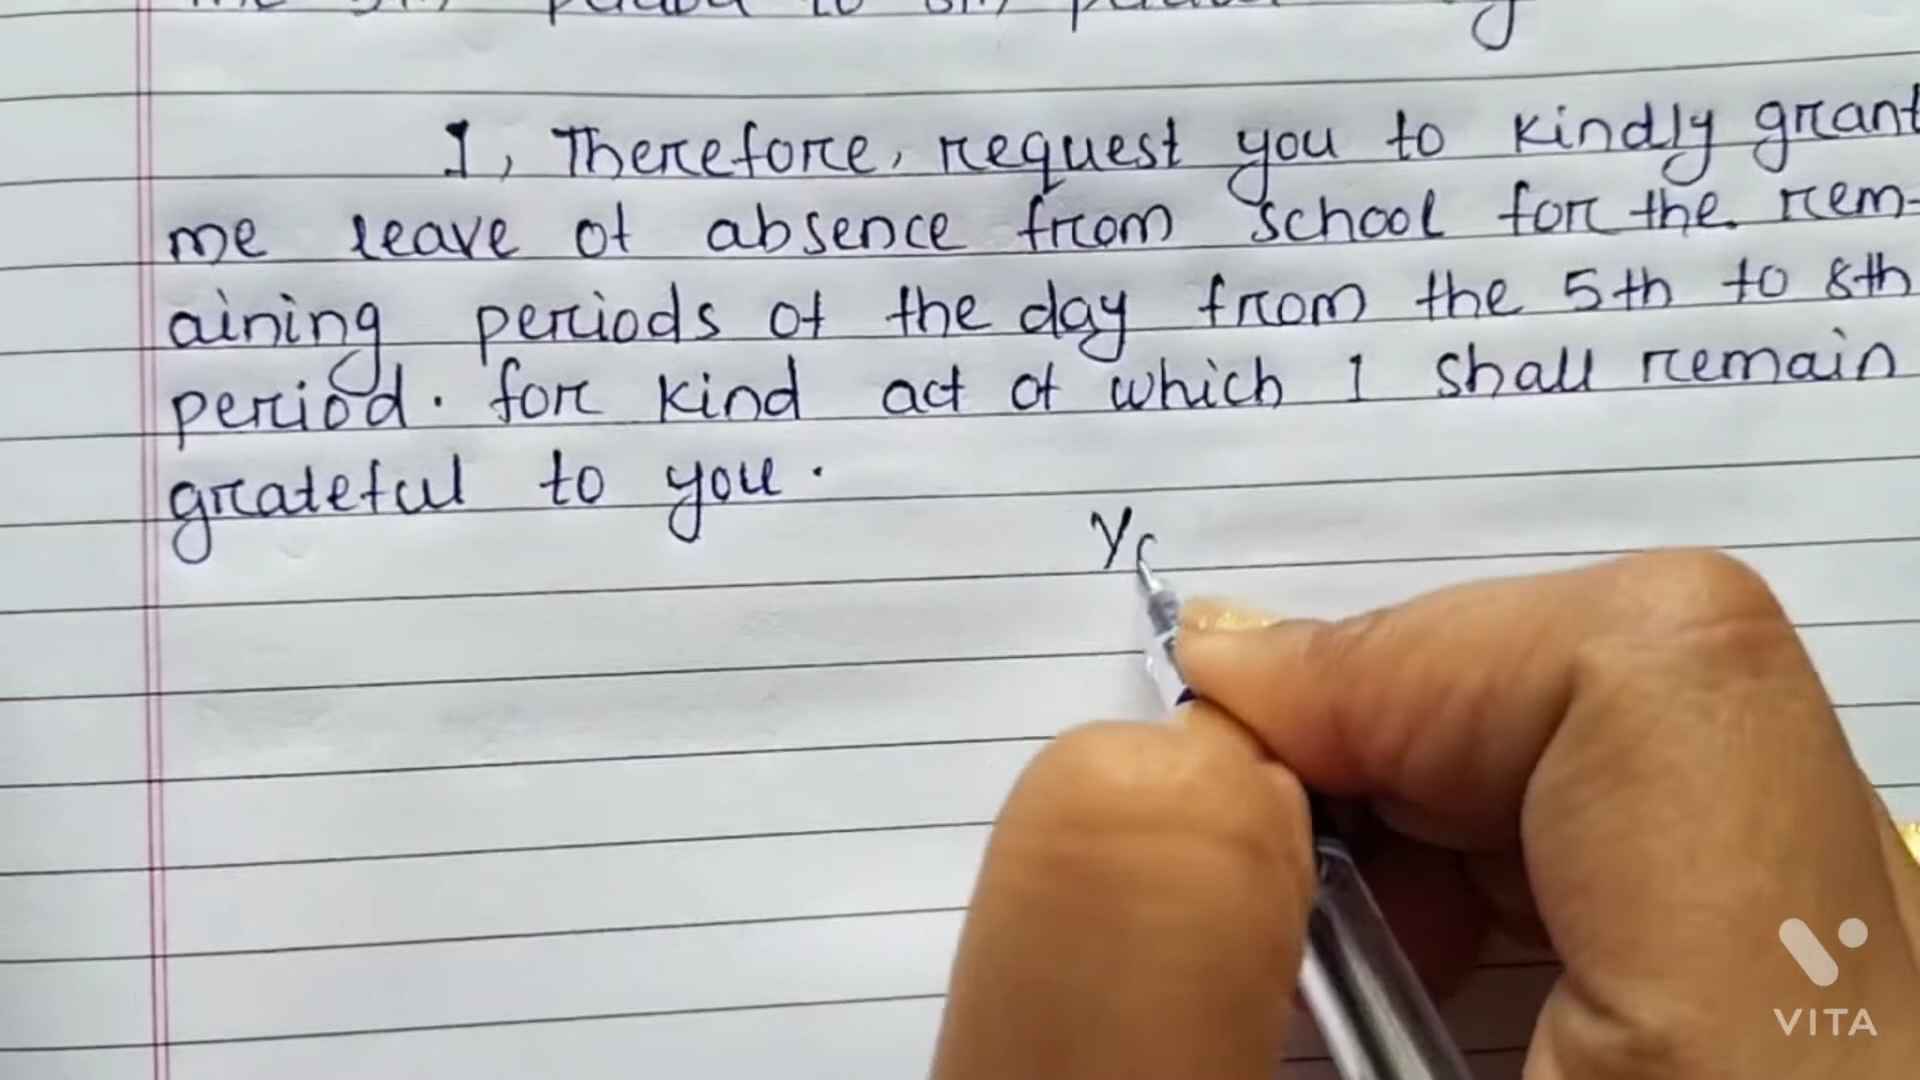 I, Therefore, request you to kindly grant
me leave of absence from school for the rem-
aining periods of the day from the 5th to 8th
period. for kind act of which I shall remain
grateful to you.
Yo
VITA